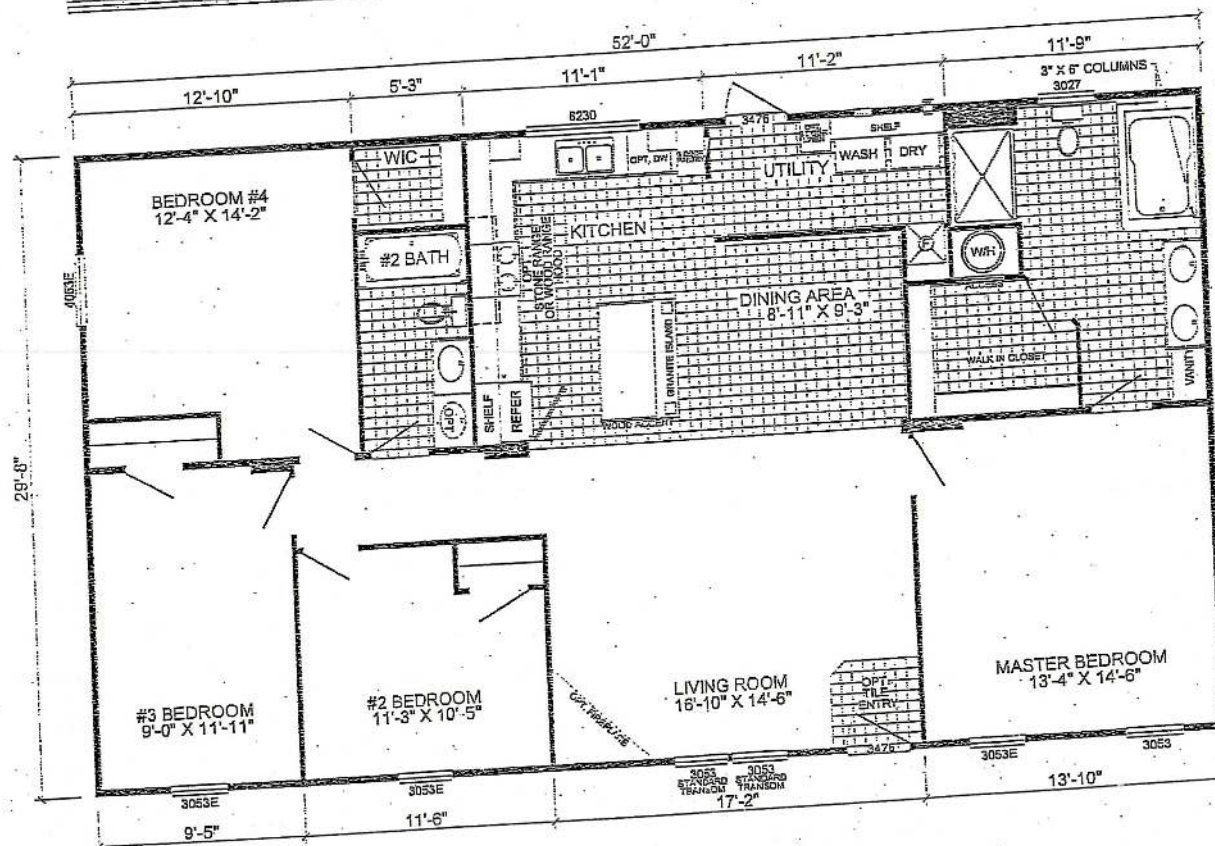 52'-0"
12'-10"
5'-3"
11'-1"
11'-2"
11'-9"
3" X 6" COLUMNS
3027
6230
3476
SHELF
WASH
DRY
OPT. DW
UTILITY
WIC
BEDROOM #4
12'-4" X 14'-2"
KITCHEN
#2 BATH
OPT.
STONE RANGE
OR WOOD RANGE
HOOD
F
W/H
ACCESS
4053E
DINING AREA
8'-11" X 9'-3"
GRANITE ISLAND
WALK IN CLOSET
VANITY
SHELF
REFER
OPT
WOOD ACCENT
29'-8"
#3 BEDROOM
9'-0" X 11'-11"
#2 BEDROOM
11'-3" X 10'-5"
OPT. FIREPLACE
LIVING ROOM
16'-10" X 14'-6"
OPT.
TILE
ENTRY
MASTER BEDROOM
13'-4" X 14'-6"
3053E
3053E
3053
STANDARD
TRANSOM
3053
STANDARD
TRANSOM
3476
3053E
3053
9'-5"
11'-6"
17'-2"
13'-10"